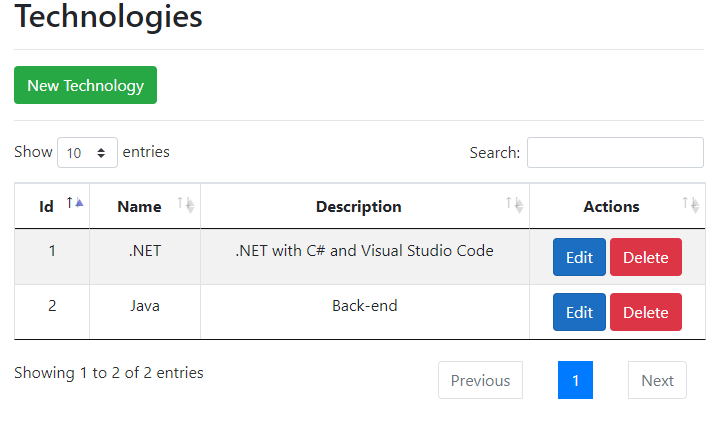 Technologies
New Technology
Show 10 entries Search:
Id Name Description Actions
1 .NET .NET with C# and Visual Studio Code Edit Delete
2 Java Back-end Edit Delete
Showing 1 to 2 of 2 entries Previous 1 Next